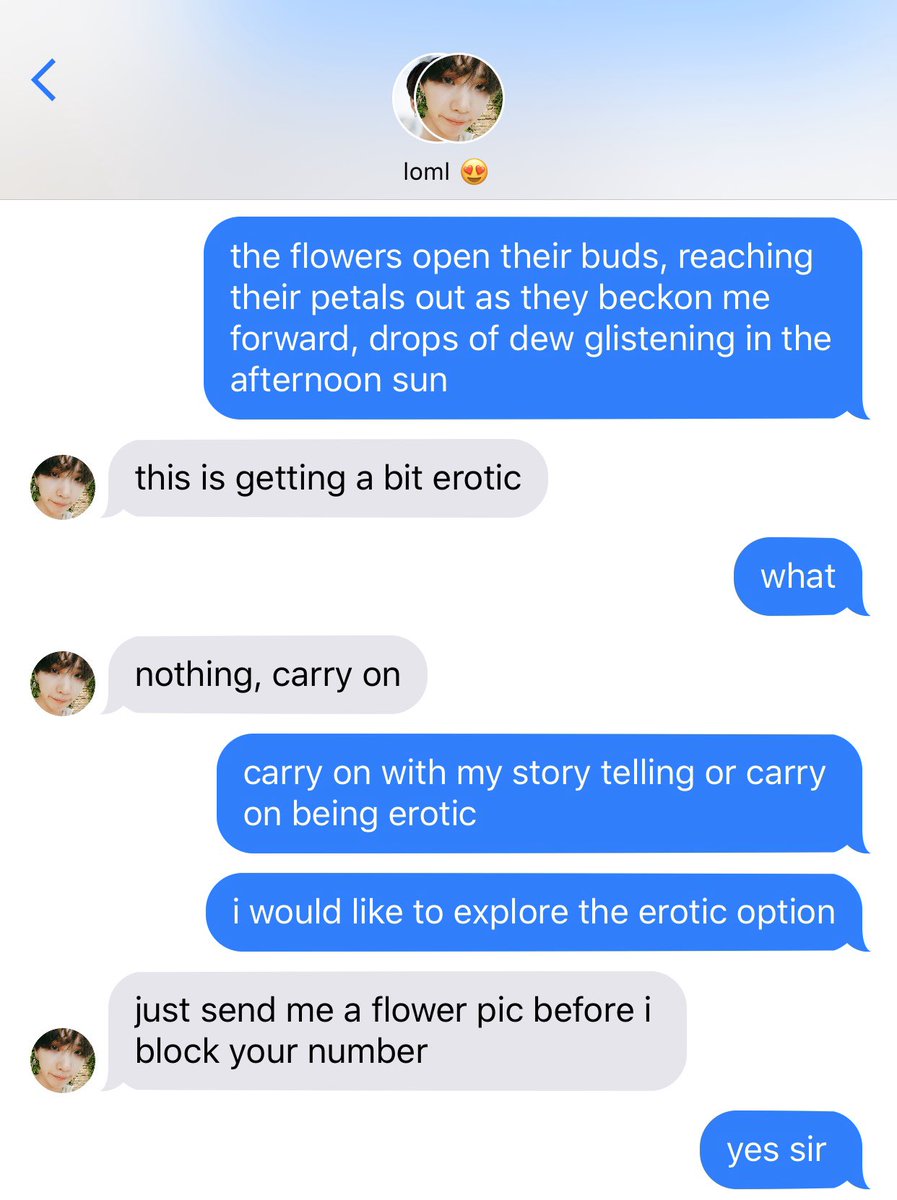 loml 😍
the flowers open their buds, reaching
their petals out as they beckon me
forward, drops of dew glistening in the
afternoon sun
this is getting a bit erotic
what
nothing, carry on
carry on with my story telling or carry
on being erotic
i would like to explore the erotic option
just send me a flower pic before i
block your number
yes sir